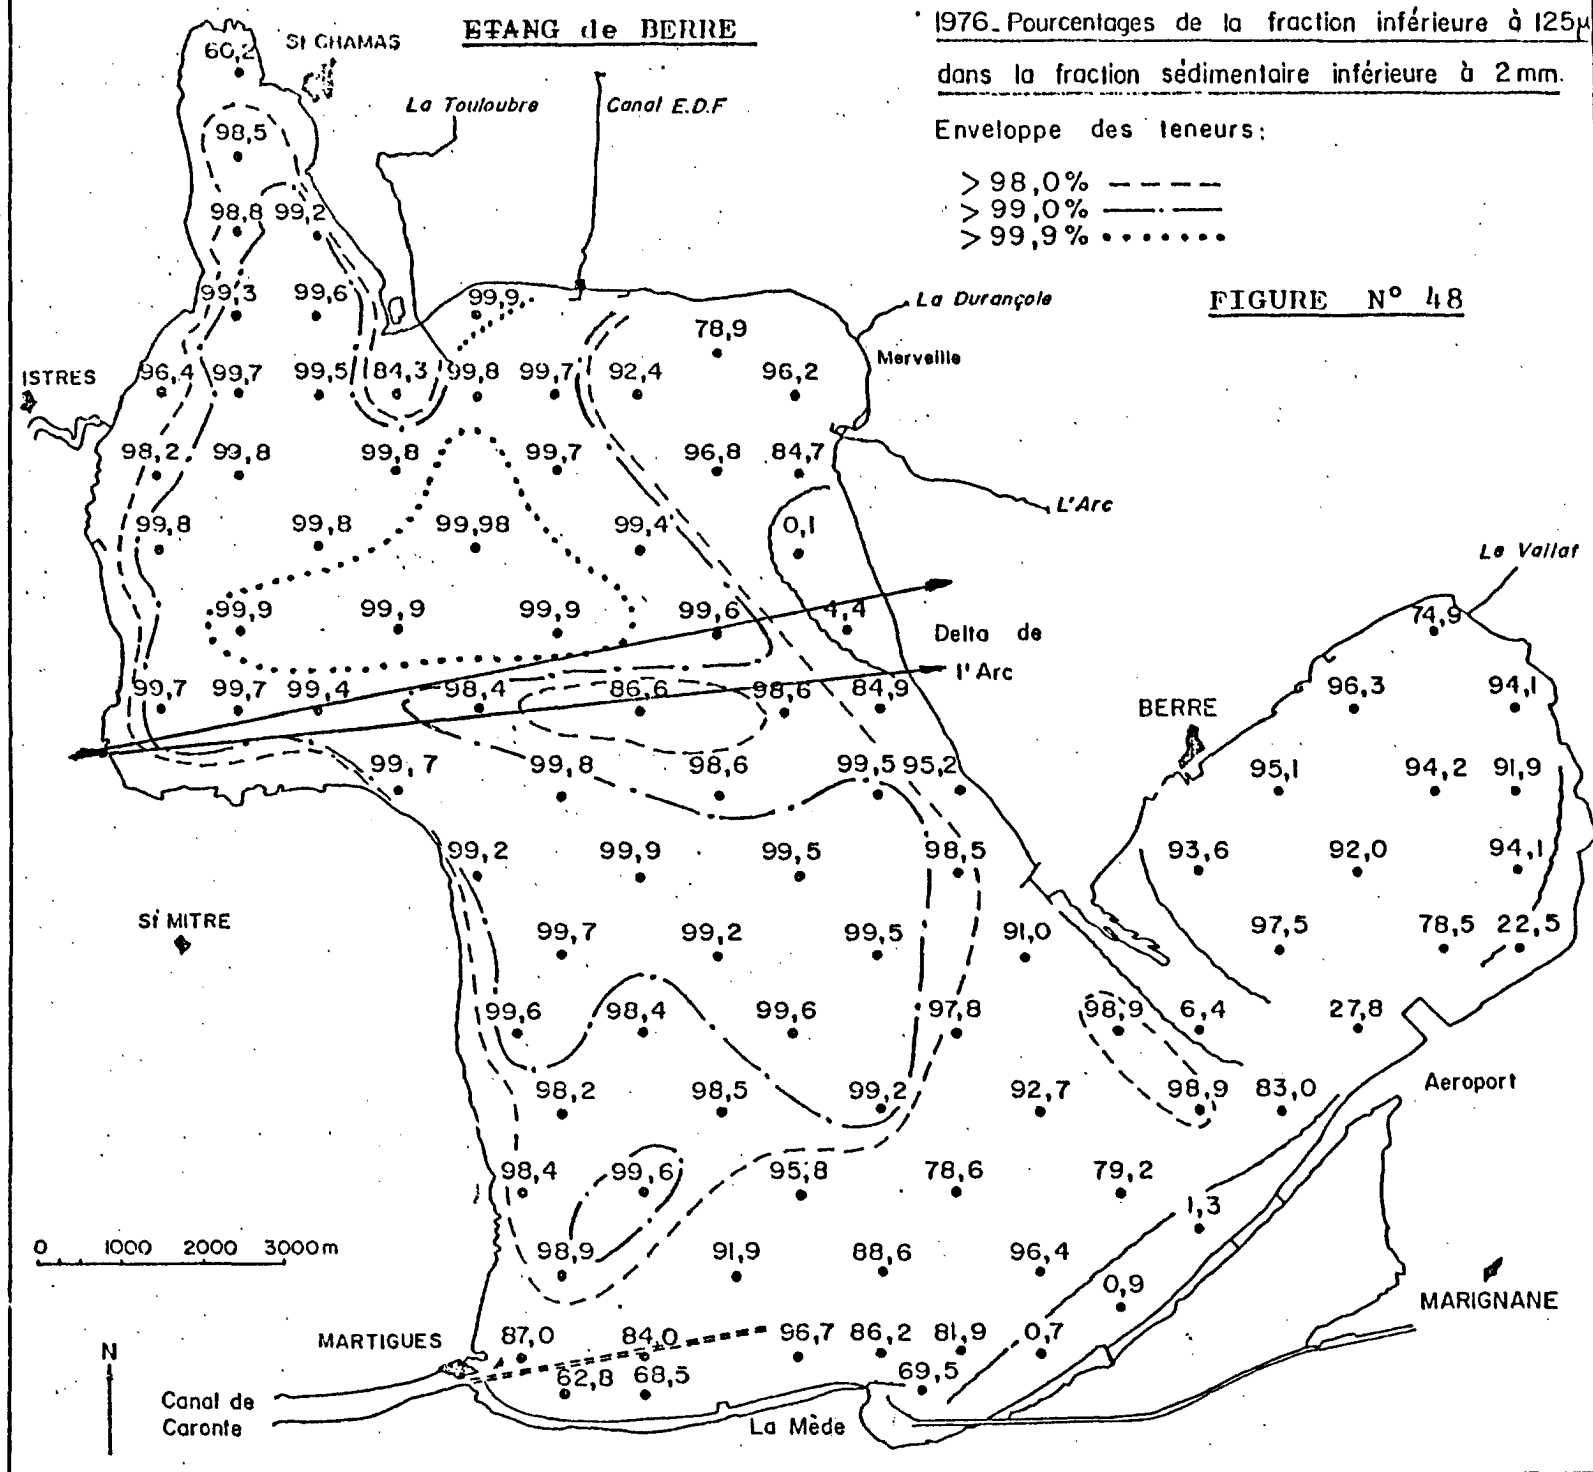 ETANG de BERRE
1976_Pourcentages de la fraction inférieure à 125µ
dans la fraction sédimentaire inférieure à 2mm.
Enveloppe des teneurs:
>98,0%
>99,0%
>99,9%
FIGURE N° 48
60,2
St CHAMAS
La Touloubre
Canal E.D.F
98,5
98,8 99,2
99,3 99,6 99,9
La Durançole
78,9
Merveille
ISTRES
96,4 99,7 99,5 84,3 99,8 99,7 92,4 96,2
98,2 99,8 99,8 99,7 96,8 84,7
L'Arc
99,8 99,8 99,98 99,4 0,1
Le Vallat
99,9 99,9 99,9 99,6 4,4
74,9
Delta de
l'Arc
99,7 99,7 99,4 98,4 86,6 98,6 84,9
96,3 94,1
BERRE
99,7 99,8 98,6 99,5 95,2
95,1 94,2 91,9
99,2 99,9 99,5 98,5
93,6 92,0 94,1
St MITRE
99,7 99,2 99,5 91,0
97,5 78,5 22,5
99,6 98,4 99,6 97,8 98,9 6,4 27,8
98,2 98,5 99,2 92,7 98,9 83,0
Aeroport
98,4 99,6 95,8 78,6 79,2
1,3
0 1000 2000 3000m
98,9 91,9 88,6 96,4
0,9
MARIGNANE
N
MARTIGUES
87,0 84,0 96,7 86,2 81,9 0,7
62,8 68,5 69,5
Canal de
Caronte
La Mède